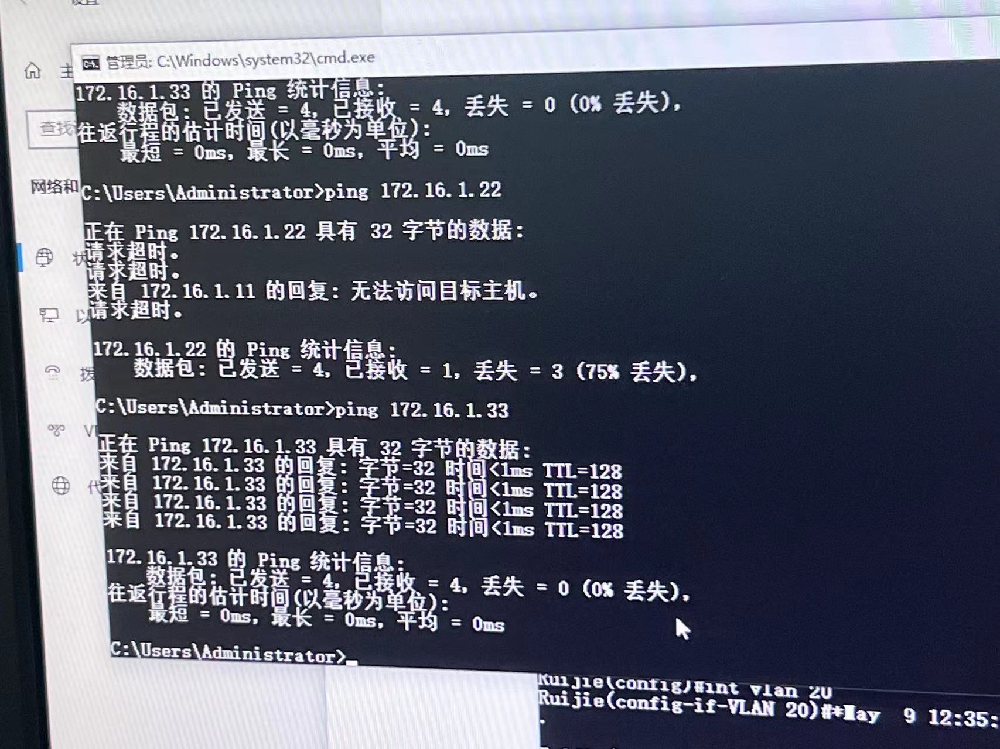 设置
管理员: C:\Windows\system32\cmd.exe
主
172.16.1.33 的 Ping 统计信息:
数据包: 已发送 = 4, 已接收 = 4, 丢失 = 0 (0% 丢失),
查找
往返行程的估计时间(以毫秒为单位):
最短 = 0ms, 最长 = 0ms, 平均 = 0ms
网络和
C:\Users\Administrator>ping 172.16.1.22
正在 Ping 172.16.1.22 具有 32 字节的数据:
请求超时。
状
请求超时。
来自 172.16.1.11 的回复: 无法访问目标主机。
请求超时。
以
172.16.1.22 的 Ping 统计信息:
数据包: 已发送 = 4, 已接收 = 1, 丢失 = 3 (75% 丢失),
拨
C:\Users\Administrator>ping 172.16.1.33
正在 Ping 172.16.1.33 具有 32 字节的数据:
来自 172.16.1.33 的回复: 字节=32 时间<1ms TTL=128
来自 172.16.1.33 的回复: 字节=32 时间<1ms TTL=128
代
来自 172.16.1.33 的回复: 字节=32 时间<1ms TTL=128
来自 172.16.1.33 的回复: 字节=32 时间<1ms TTL=128
172.16.1.33 的 Ping 统计信息:
数据包: 已发送 = 4, 已接收 = 4, 丢失 = 0 (0% 丢失),
往返行程的估计时间(以毫秒为单位):
最短 = 0ms, 最长 = 0ms, 平均 = 0ms
C:\Users\Administrator>
Ruijie(config)#int vlan 20
Ruijie(config-if-VLAN 20)#*May  9 12:35:
.